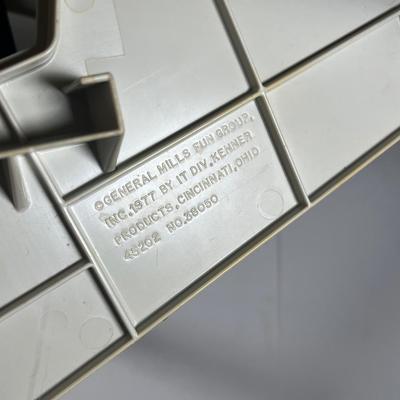 ©GENERAL MILLS FUN GROUP,
INC.1977 BY IT DIV.KENNER
PRODUCTS, CINCINNATI,OHIO
45202 NO.38050